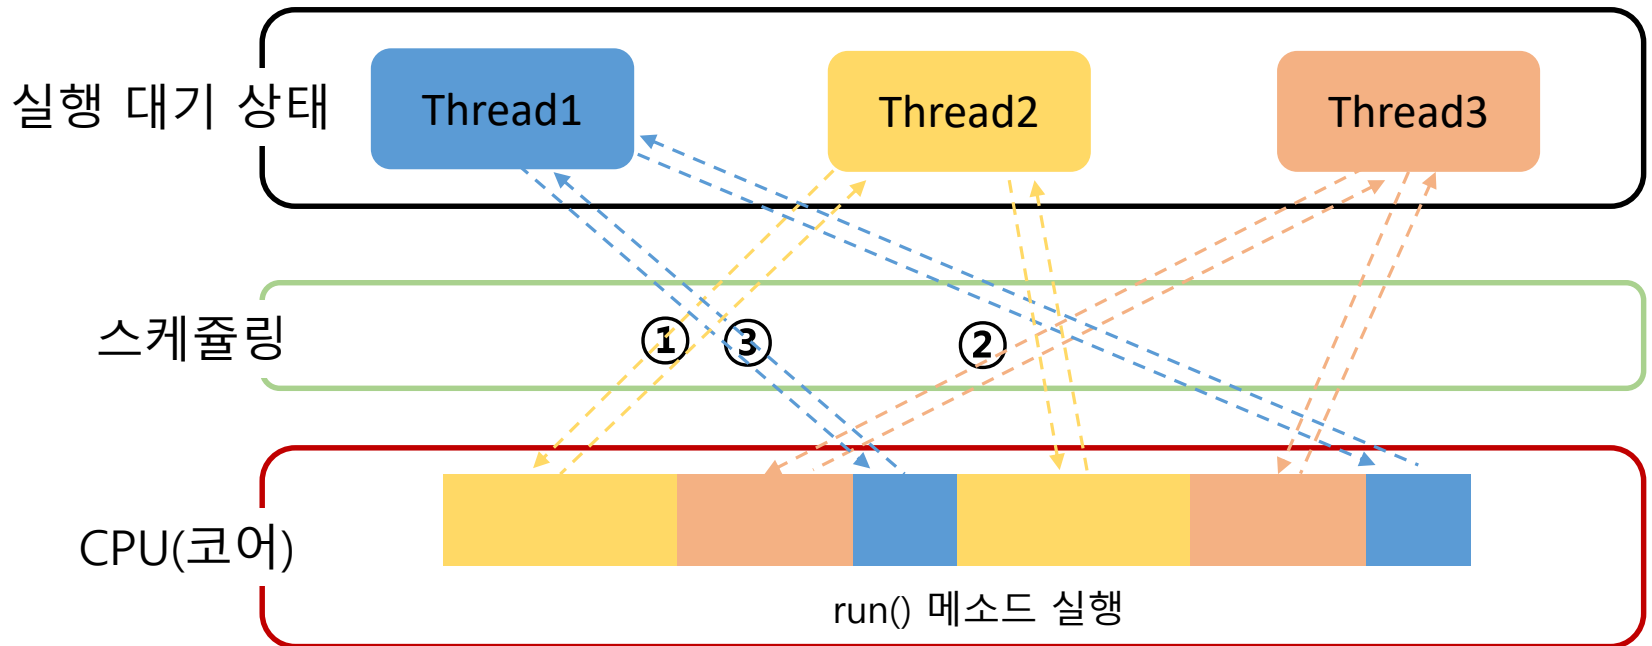 실행 대기 상태
Thread1
Thread2
Thread3
스케쥴링
① ③ ②
CPU(코어)
run() 메소드 실행